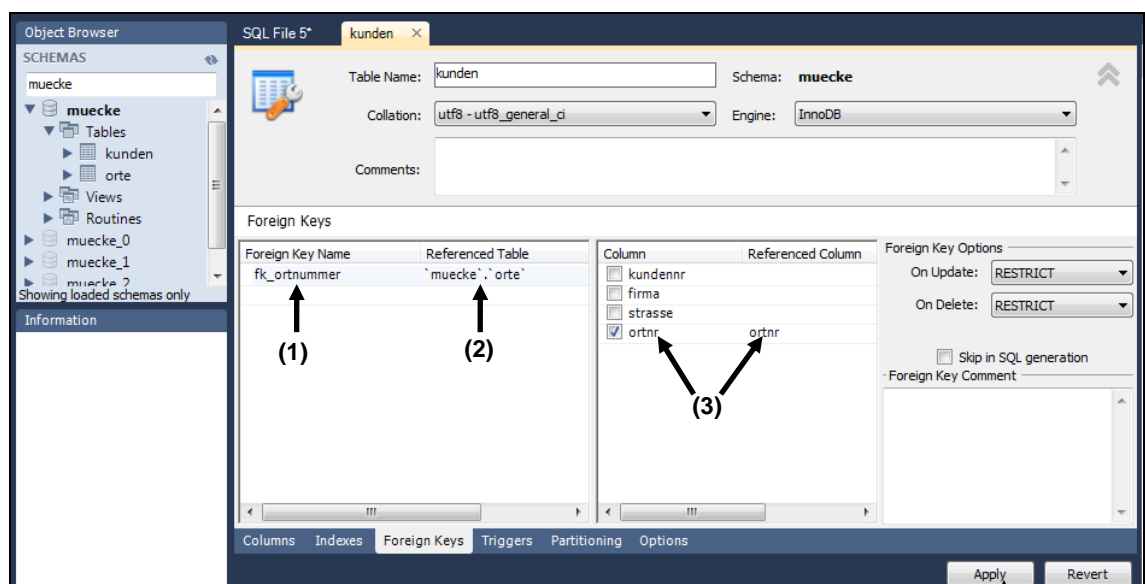 Object Browser
SQL File 5*
kunden
SCHEMAS
muecke
muecke
Tables
kunden
orte
Views
Routines
muecke_0
muecke_1
muecke_2
Showing loaded schemas only
Information
Table Name: kunden
Schema: muecke
Collation: utf8 - utf8_general_ci
Engine: InnoDB
Comments:
Foreign Keys
Foreign Key Name Referenced Table
fk_ortnummer `muecke`.`orte`
(1) (2)
Column Referenced Column
kundennr
firma
strasse
ortnr ortnr
(3)
Foreign Key Options
On Update: RESTRICT
On Delete: RESTRICT
Skip in SQL generation
Foreign Key Comment
Columns Indexes Foreign Keys Triggers Partitioning Options
Apply Revert